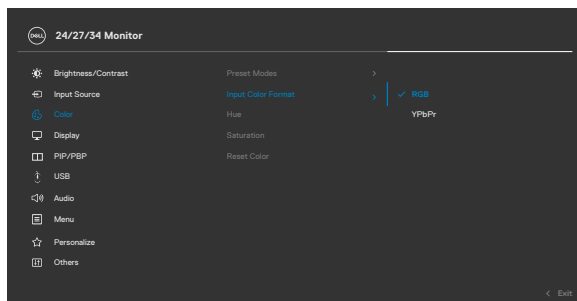 DELL 24/27/34 Monitor
Brightness/Contrast Preset Modes >
Input Source Input Color Format > ✓ RGB
Color Hue YPbPr
Display Saturation
PIP/PBP Reset Color
USB
Audio
Menu
Personalize
Others
< Exit